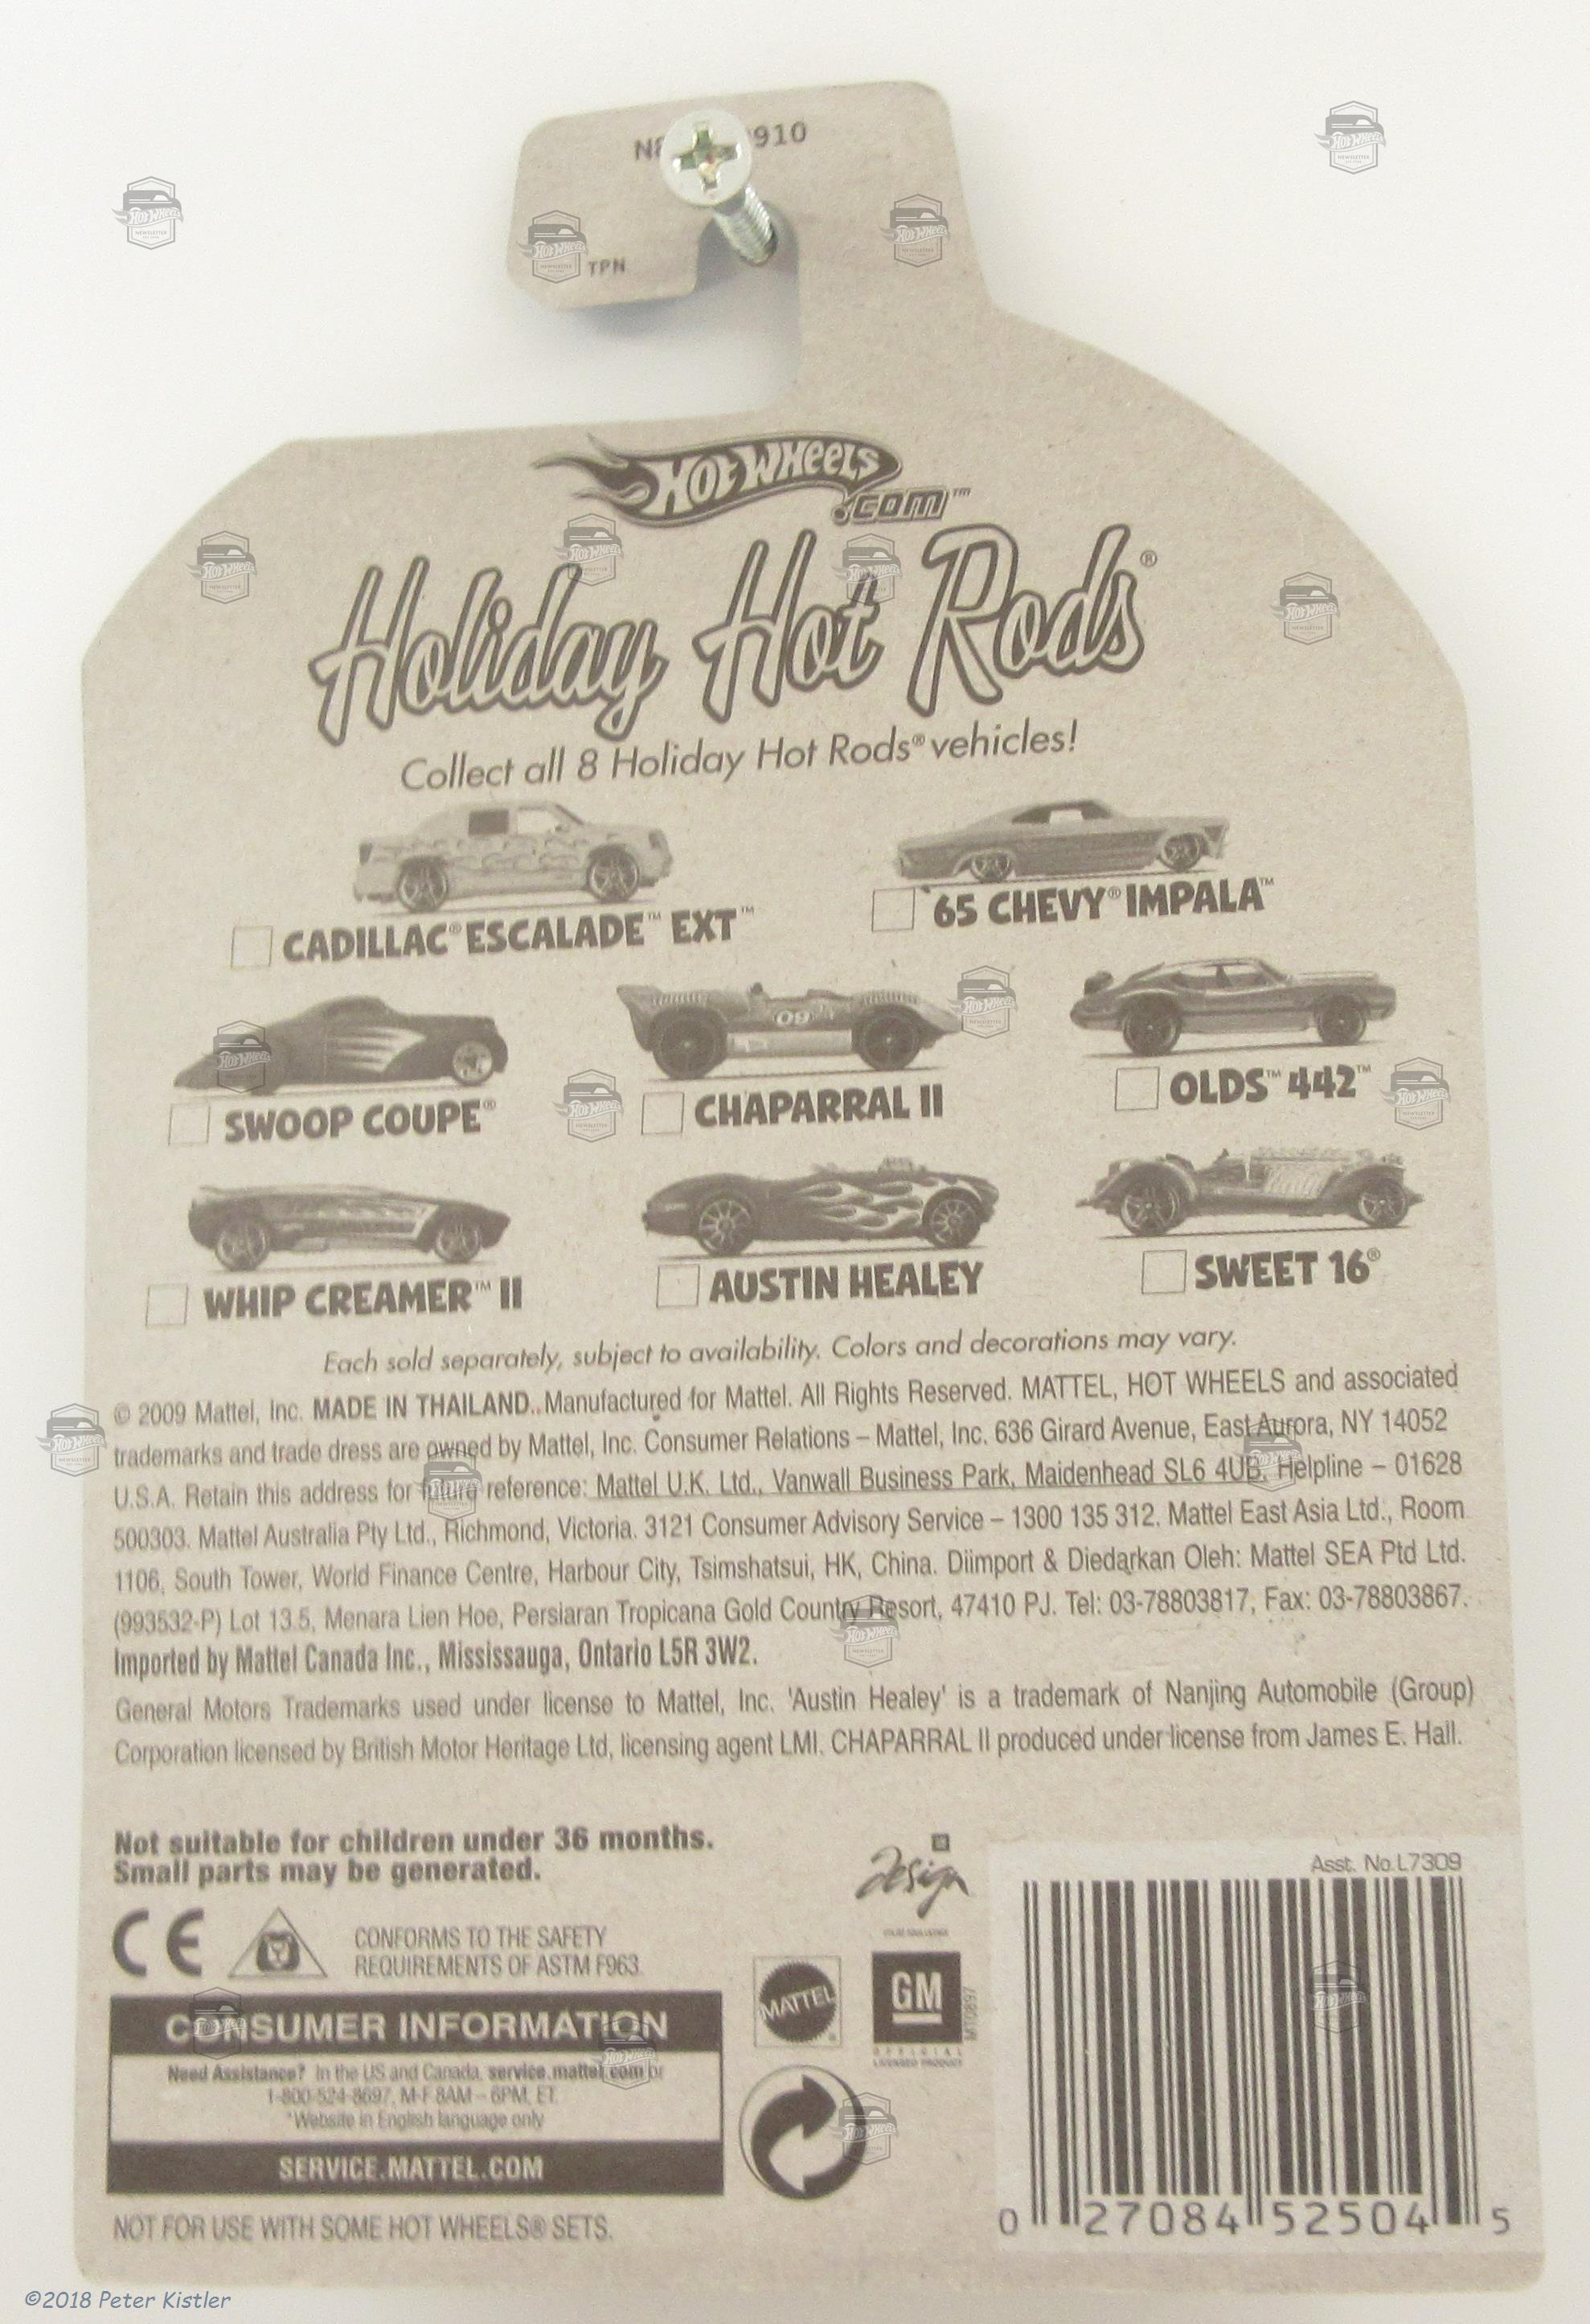 910
TPN
Hot Wheels
.com™
Holiday Hot Rods®
Collect all 8 Holiday Hot Rods® vehicles!
CADILLAC® ESCALADE™ EXT™
'65 CHEVY® IMPALA™
09
SWOOP COUPE®
CHAPARRAL II
OLDS™ 442™
WHIP CREAMER™ II
AUSTIN HEALEY
SWEET 16®
Each sold separately, subject to availability. Colors and decorations may vary.
© 2009 Mattel, Inc. MADE IN THAILAND. Manufactured for Mattel. All Rights Reserved. MATTEL, HOT WHEELS and associated
trademarks and trade dress are owned by Mattel, Inc. Consumer Relations – Mattel, Inc. 636 Girard Avenue, East Aurora, NY 14052
U.S.A. Retain this address for future reference: Mattel U.K. Ltd., Vanwall Business Park, Maidenhead SL6 4UB. Helpline – 01628
500303. Mattel Australia Pty Ltd., Richmond, Victoria. 3121 Consumer Advisory Service – 1300 135 312. Mattel East Asia Ltd., Room
1106, South Tower, World Finance Centre, Harbour City, Tsimshatsui, HK, China. Diimport & Diedarkan Oleh: Mattel SEA Ptd Ltd.
(993532-P) Lot 13.5, Menara Lien Hoe, Persiaran Tropicana Gold Country Resort, 47410 PJ. Tel: 03-78803817, Fax: 03-78803867.
Imported by Mattel Canada Inc., Mississauga, Ontario L5R 3W2.
General Motors Trademarks used under license to Mattel, Inc. 'Austin Healey' is a trademark of Nanjing Automobile (Group)
Corporation licensed by British Motor Heritage Ltd, licensing agent LMI. CHAPARRAL II produced under license from James E. Hall.
Not suitable for children under 36 months.
Small parts may be generated.
Design
Asst. No.L7309
CE
CONFORMS TO THE SAFETY
REQUIREMENTS OF ASTM F963.
MATTEL
GM
OFFICIAL
LICENSED PRODUCT
MT0897
CONSUMER INFORMATION
Need Assistance? In the US and Canada, service.mattel.com or
1-800-524-8697, M-F 8AM – 6PM, ET.
*Website in English language only
SERVICE.MATTEL.COM
NOT FOR USE WITH SOME HOT WHEELS® SETS.
0 27084 52504 5
©2018 Peter Kistler